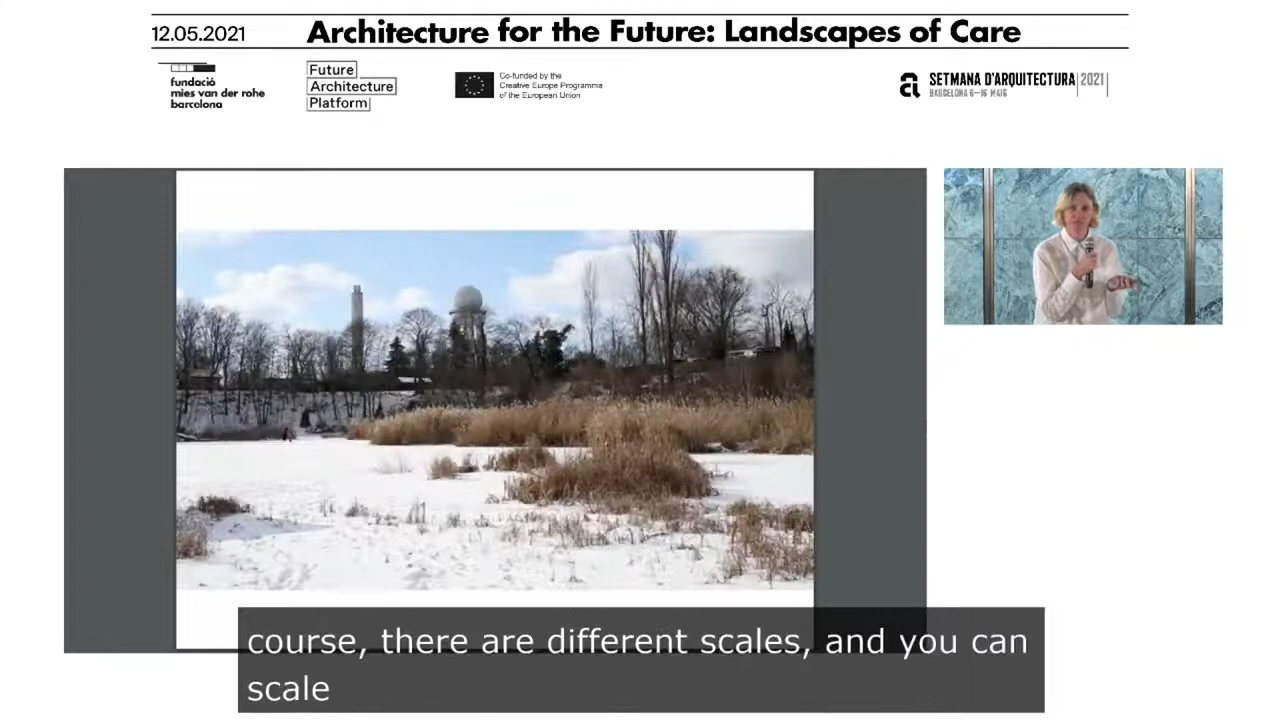 12.05.2021
Architecture for the Future: Landscapes of Care
fundació
mies van der rohe
barcelona
Future
Architecture
Platform
Co-funded by the
Creative Europe Programme
of the European Union
a
SETMANA D'ARQUITECTURA 2021
BARCELONA 6—16 MAIG
course, there are different scales, and you can
scale